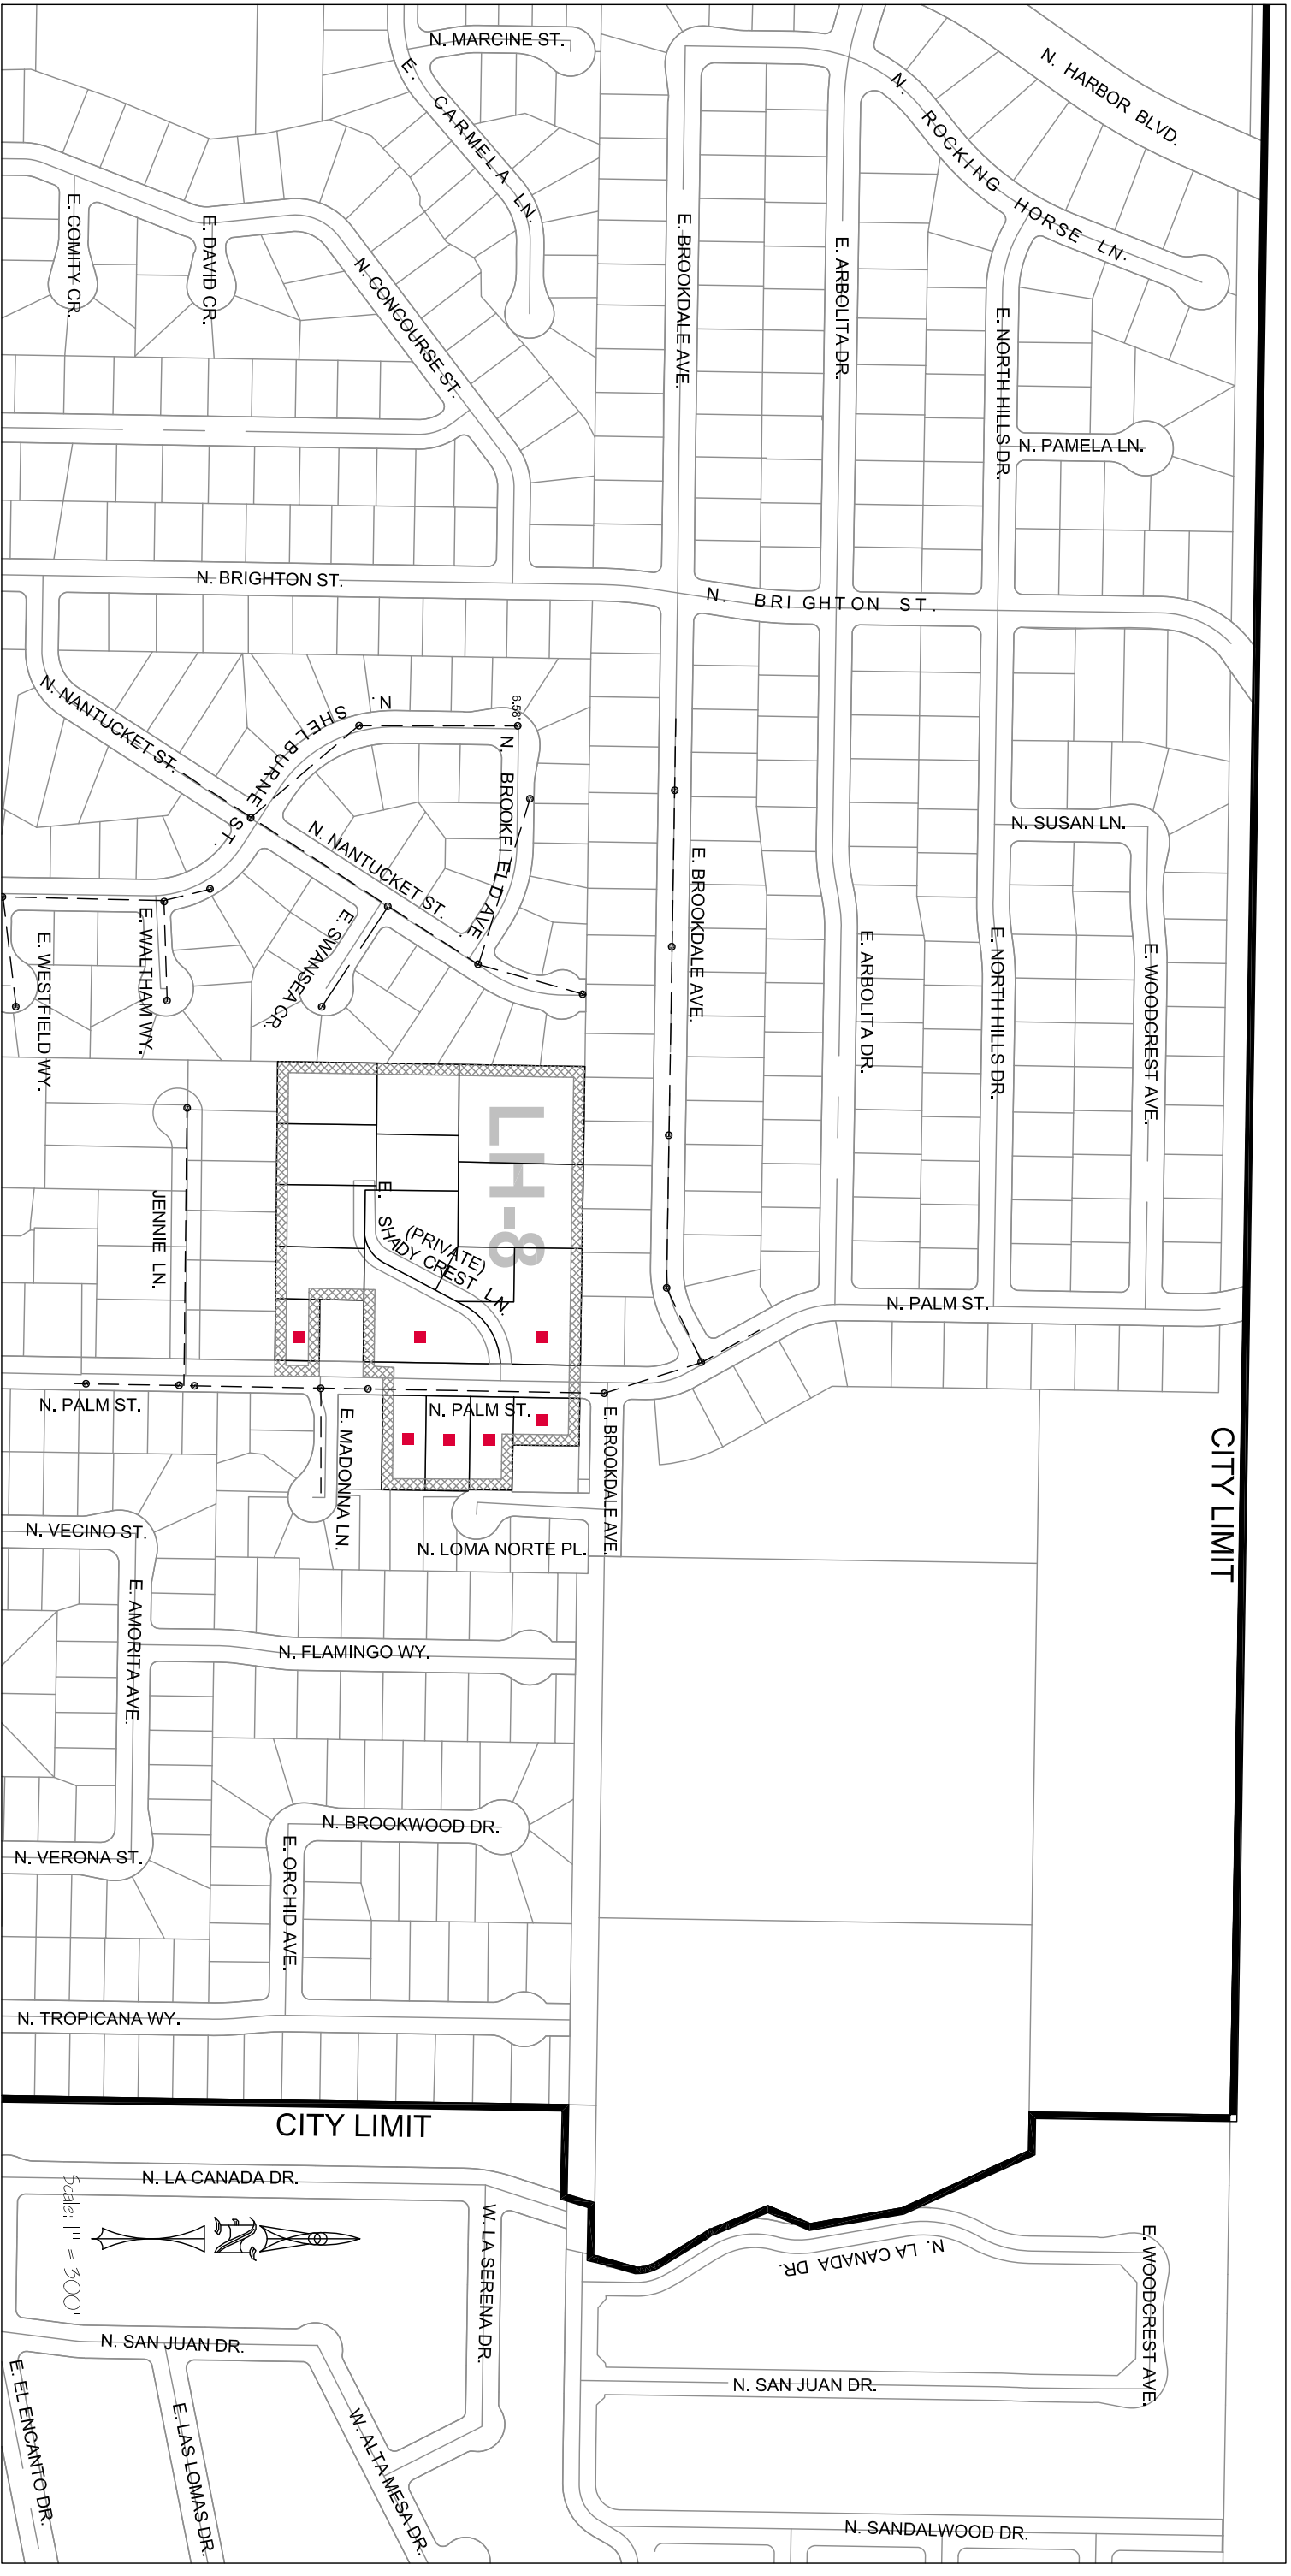 N. MARCINE ST.
E. CARMELA LN.
N. HARBOR BLVD.
N. ROCKING HORSE LN.
E. COMITY CR.
E. DAVID CR.
N. CONCOURSE ST.
E. BROOKDALE AVE.
E. ARBOLITA DR.
E. NORTH HILLS DR.
N. PAMELA LN.
N. BRIGHTON ST.
N. BRIGHTON ST.
N. NANTUCKET ST.
N. SHELBURNE ST.
6.58'
N. BROOKFIELD AVE.
N. NANTUCKET ST.
N. SUSAN LN.
E. BROOKDALE AVE.
E. WESTFIELD WY.
E. WALTHAM WY.
E. SWANSEA CR.
E. ARBOLITA DR.
E. NORTH HILLS DR.
E. WOODCREST AVE.
LH-8
JENNIE LN.
E. SHADY CREST LN.
(PRIVATE)
N. PALM ST.
N. PALM ST.
N. PALM ST.
E. MADONNA LN.
E. BROOKDALE AVE.
CITY LIMIT
N. VECINO ST.
N. LOMA NORTE PL.
E. AMORITA AVE.
N. FLAMINGO WY.
N. BROOKWOOD DR.
N. VERONA ST.
E. ORCHID AVE.
N. TROPICANA WY.
CITY LIMIT
N. LA CANADA DR.
Scale: 1" = 300'
W. LA SERENA DR.
N. LA CANADA DR.
E. WOODCREST AVE.
N. SAN JUAN DR.
N. SAN JUAN DR.
E. EL ENCANTO DR.
E. LAS LOMAS DR.
W. ALTA MESA DR.
N. SANDALWOOD DR.